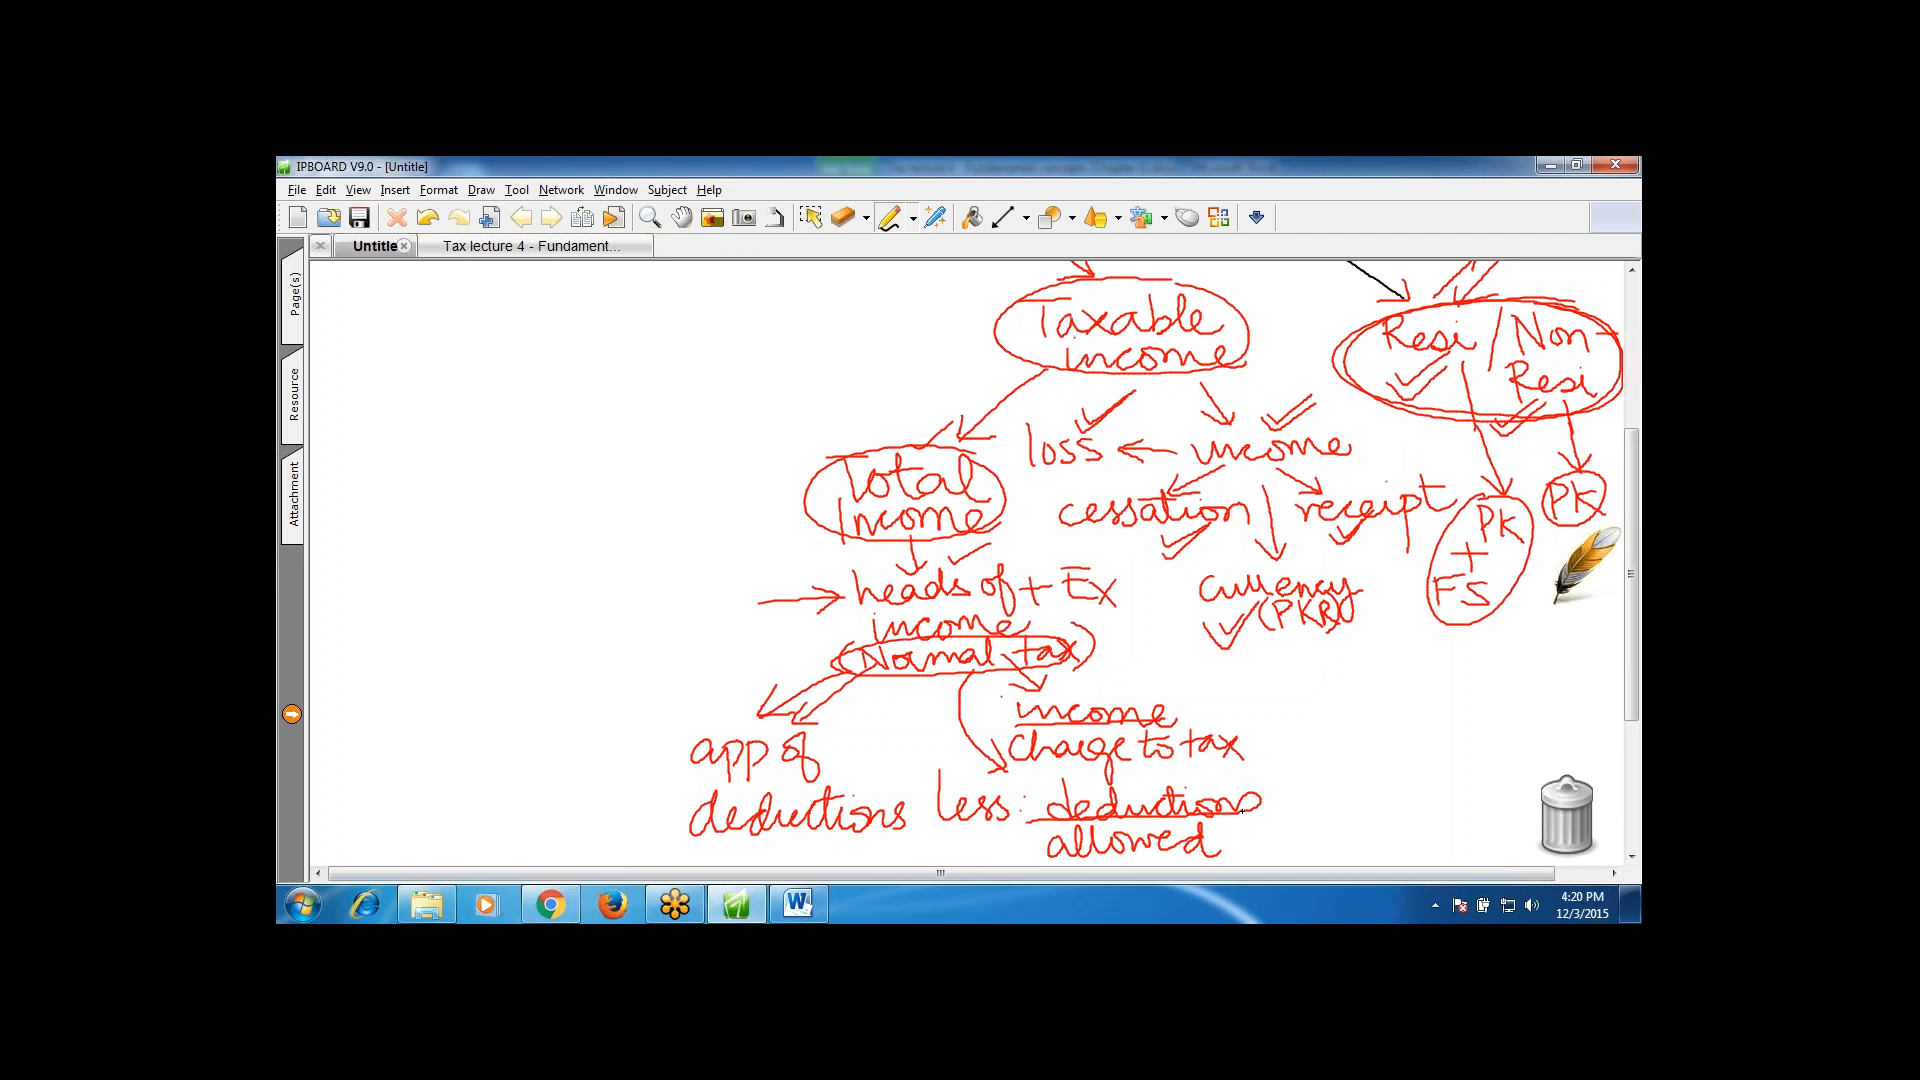 IPBOARD V9.0 - [Untitle]
File Edit View Insert Format Draw Tool Network Window Subject Help
Untitle
Tax lecture 4 - Fundament...
Page(s)
Resource
Attachment
Taxable
income
Resi / Non-
Resi
loss
income
Total
Income
cessation
receipt
PK
+
FS
PK
heads of + Ex
income
currency
(PKR)
Normal tax
income
charge to tax
app of
deductions
Less: deductions
allowed
4:20 PM
12/3/2015